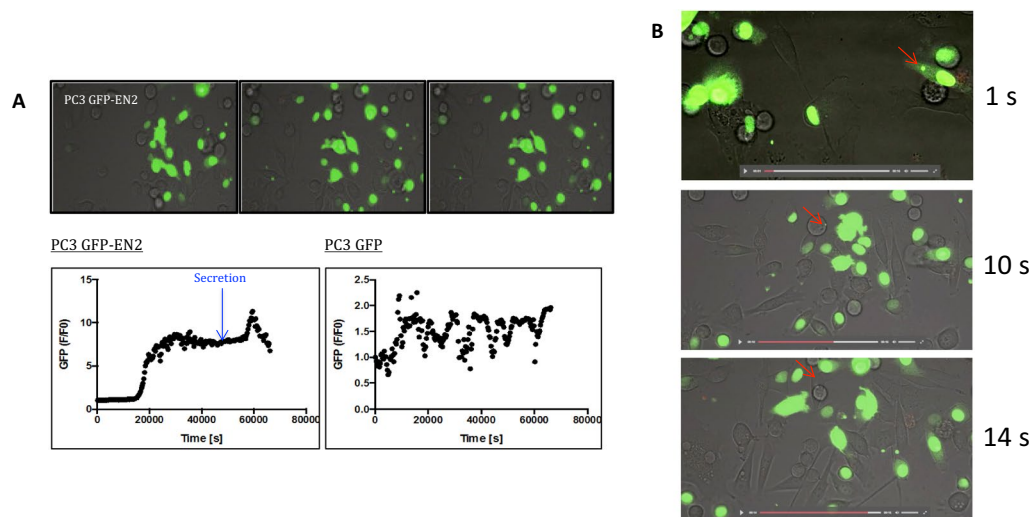 A
PC3 GFP-EN2
PC3 GFP-EN2
GFP (F/F0)
15
10
5
0
Secretion
0
20000
40000
60000
80000
Time [s]
PC3 GFP
GFP (F/F0)
2.5
2.0
1.5
1.0
0.5
0.0
0
20000
40000
60000
80000
Time [s]
B
1 s
10 s
14 s